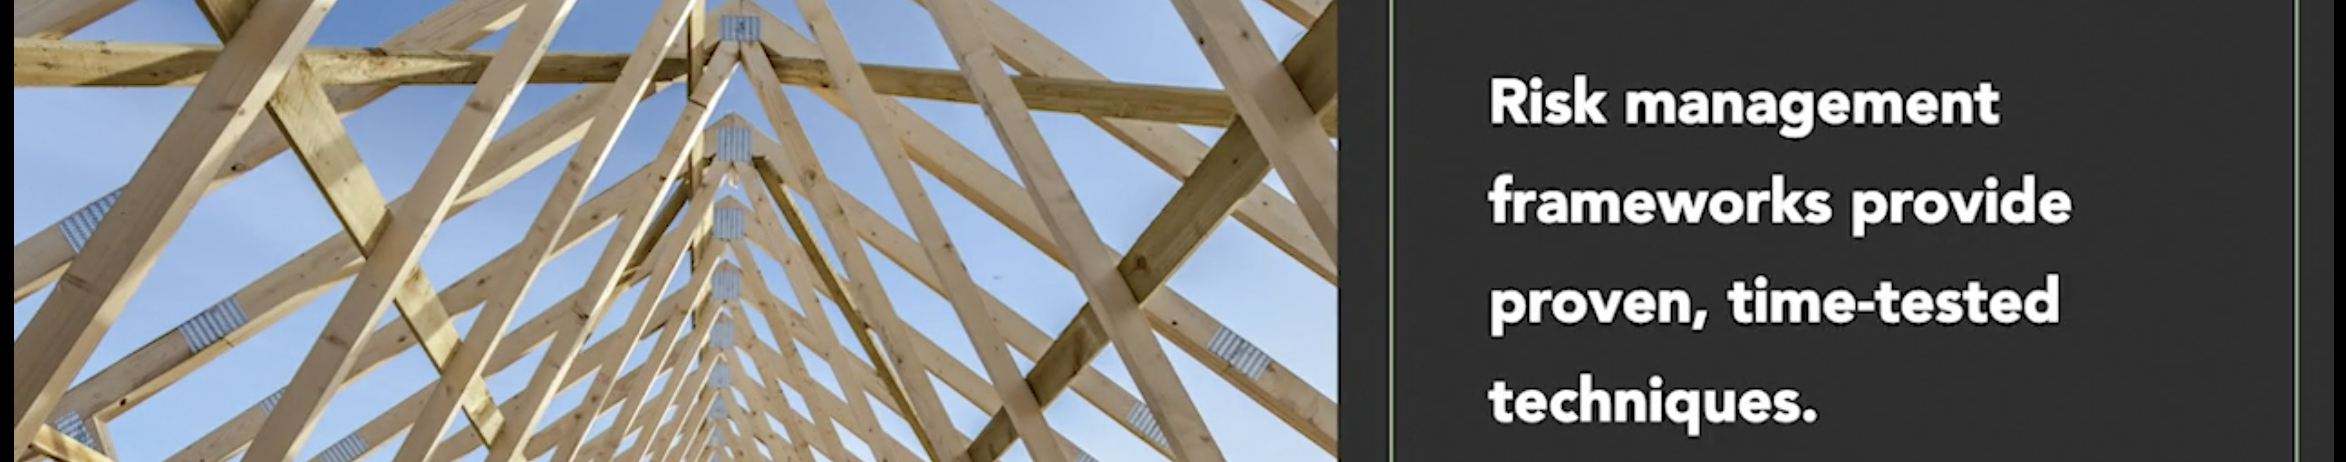 Risk management
frameworks provide
proven, time-tested
techniques.